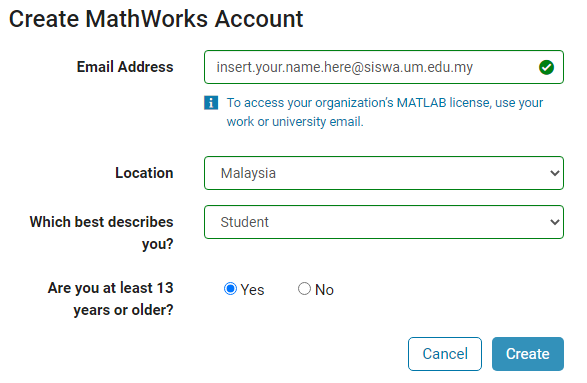 Create MathWorks Account
Email Address
insert.your.name.here@siswa.um.edu.my
i To access your organization's MATLAB license, use your
work or university email.
Location
Malaysia
Which best describes
you?
Student
Are you at least 13
years or older?
Yes
No
Cancel
Create